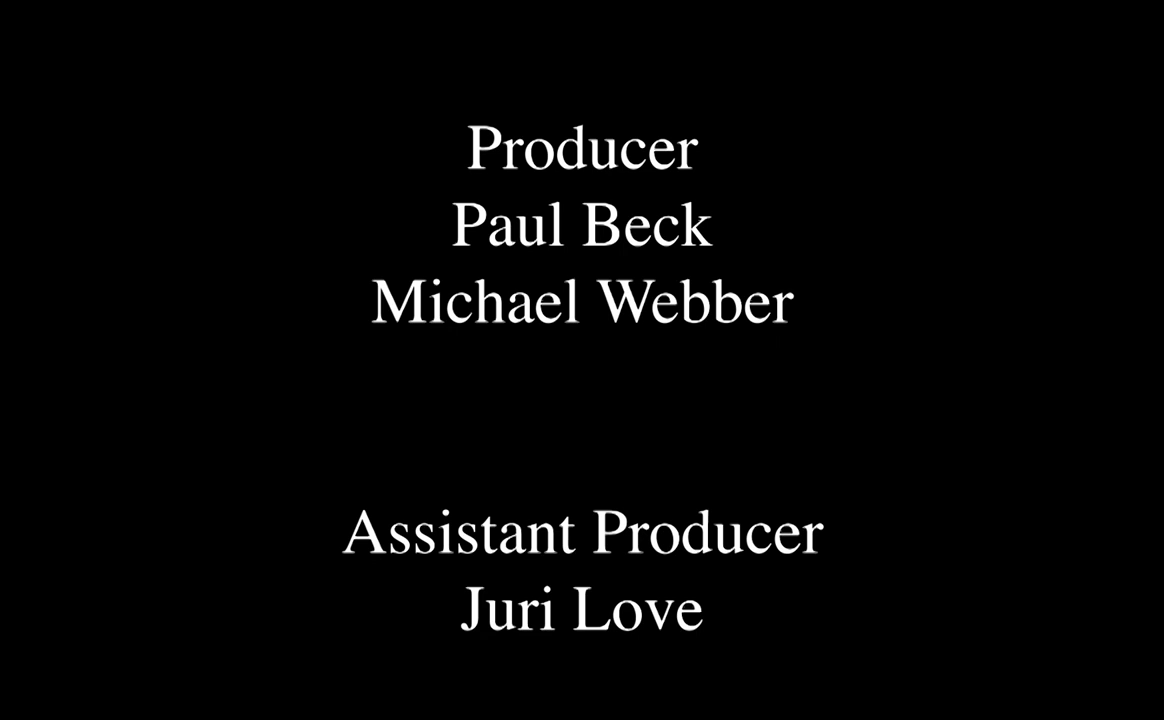 Producer
Paul Beck
Michael Webber
Assistant Producer
Juri Love